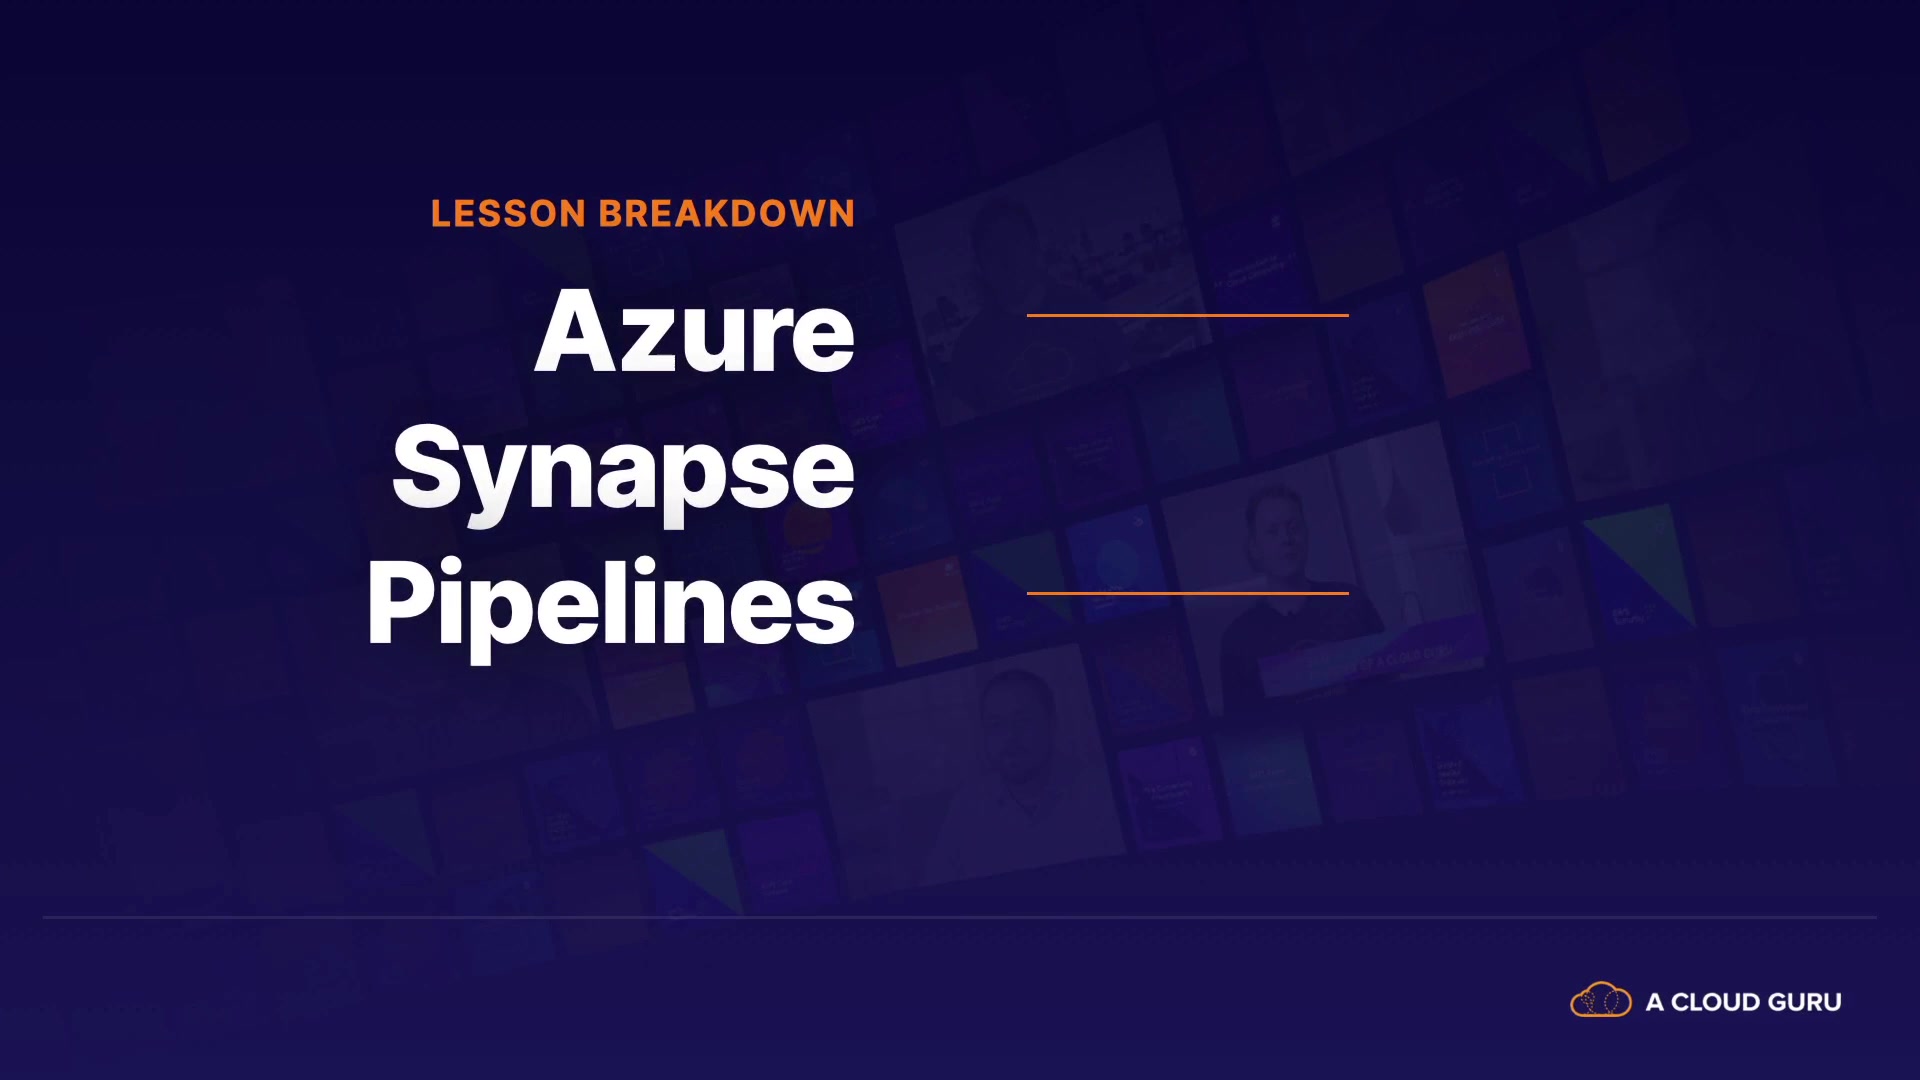 LESSON BREAKDOWN
Azure
Synapse
Pipelines
A CLOUD GURU